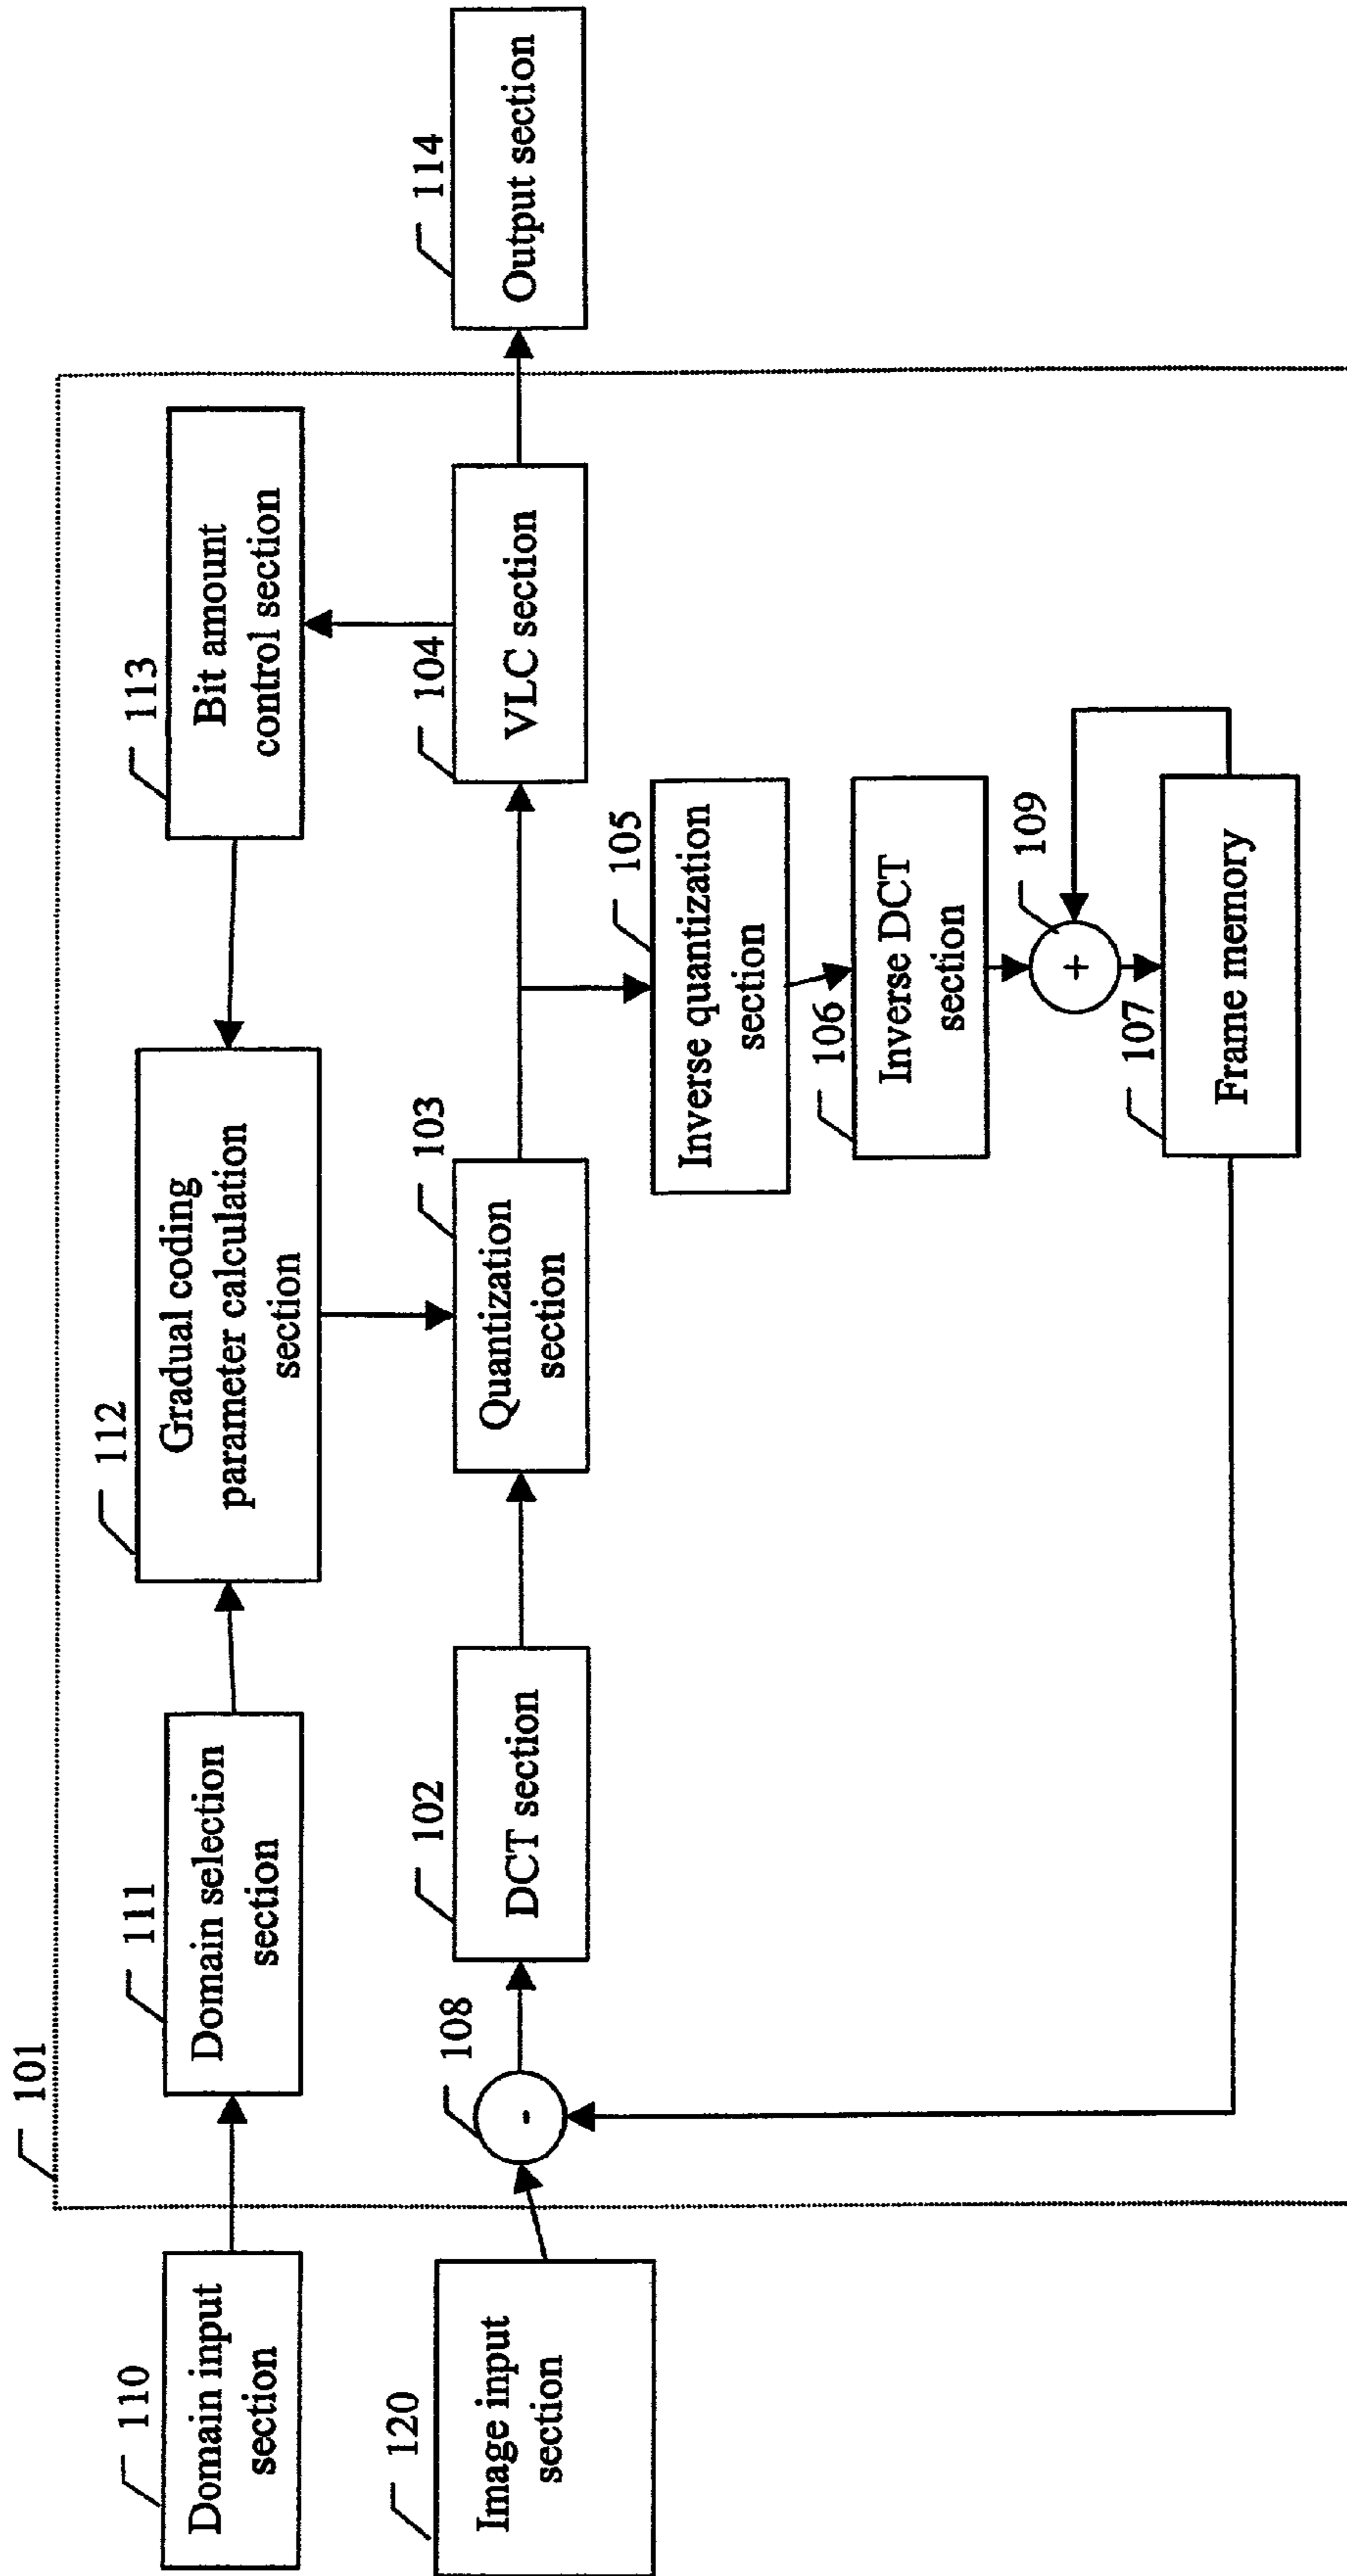 101
110
Domain input
section
111
Domain selection
section
112
Gradual coding
parameter calculation
section
113
Bit amount
control section
120
Image input
section
108
-
102
DCT section
103
Quantization
section
104
VLC section
114
Output section
105
Inverse quantization
section
106
Inverse DCT
section
109
+
107
Frame memory